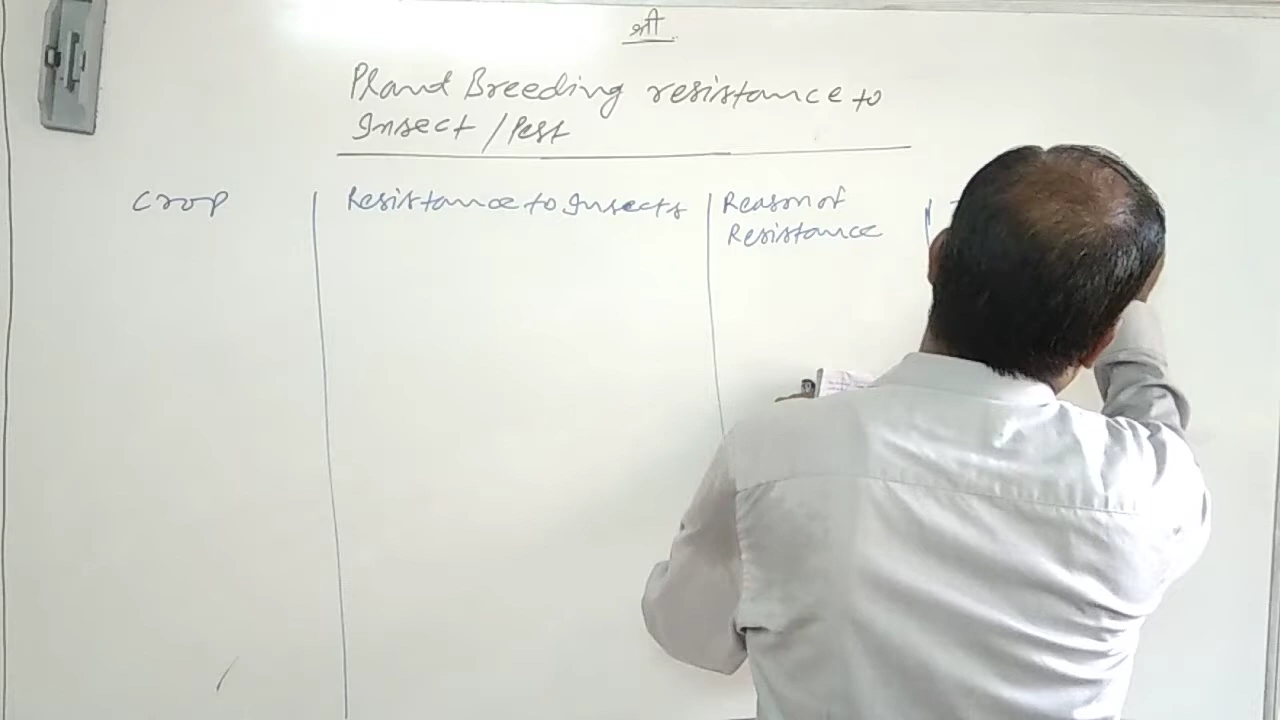 श्री
Plant Breeding resistance to
Insect / Pest
Crop
Resistance to Insects
Reason of
Resistance